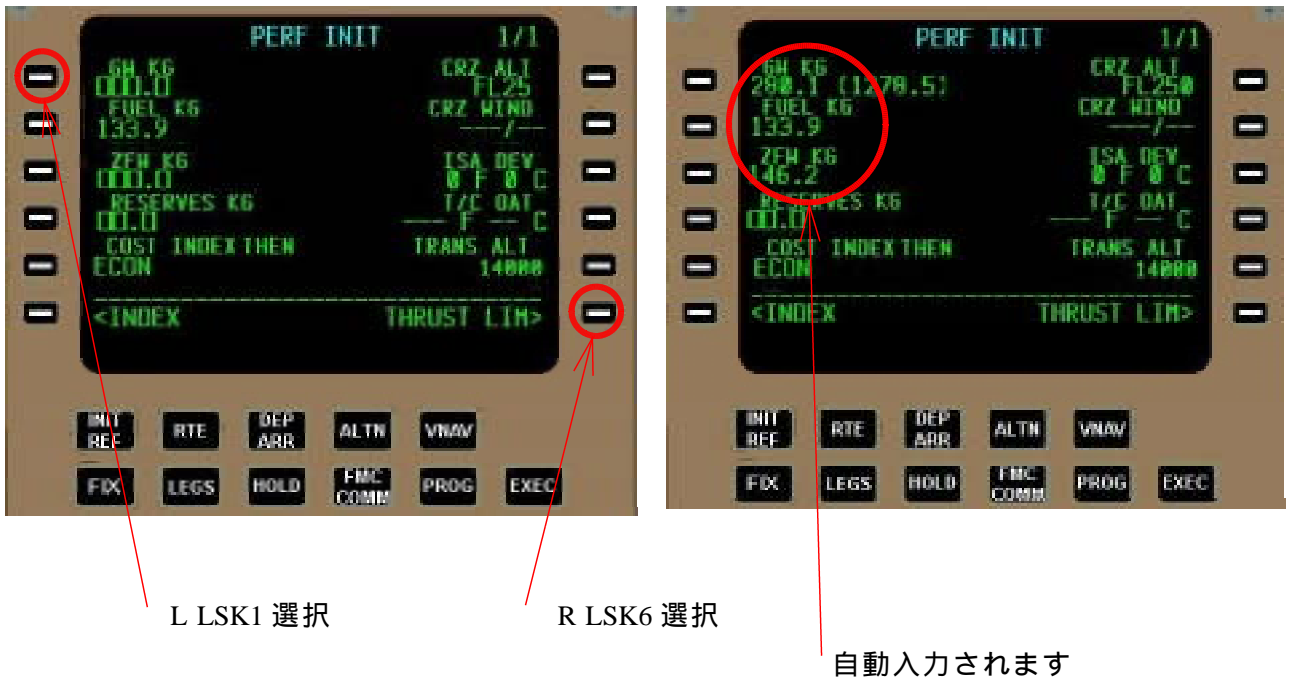 PERF INIT 1/1
GW KG CRZ ALT
□□□.□ FL25
FUEL KG CRZ WIND
133.9 ---/--
ZFW KG ISA DEV
□□□.□ 0 F 0 C
RESERVES KG T/C OAT
□□.□ --- F -- C
COST INDEX THEN TRANS ALT
ECON 14000
<INDEX THRUST LIM>
INIT REF RTE DEP ARR ALTN VNAV
FIX LEGS HOLD FMC COMM PROG EXEC
L LSK1 選択
R LSK6 選択
PERF INIT 1/1
GW KG CRZ ALT
280.1 FL250
FUEL KG CRZ WIND
133.9 ---/--
ZFW KG ISA DEV
146.2 0 F 0 C
RESERVES KG T/C OAT
□□.□ --- F -- C
COST INDEX THEN TRANS ALT
ECON 14000
<INDEX THRUST LIM>
INIT REF RTE DEP ARR ALTN VNAV
FIX LEGS HOLD FMC COMM PROG EXEC
自動入力されます